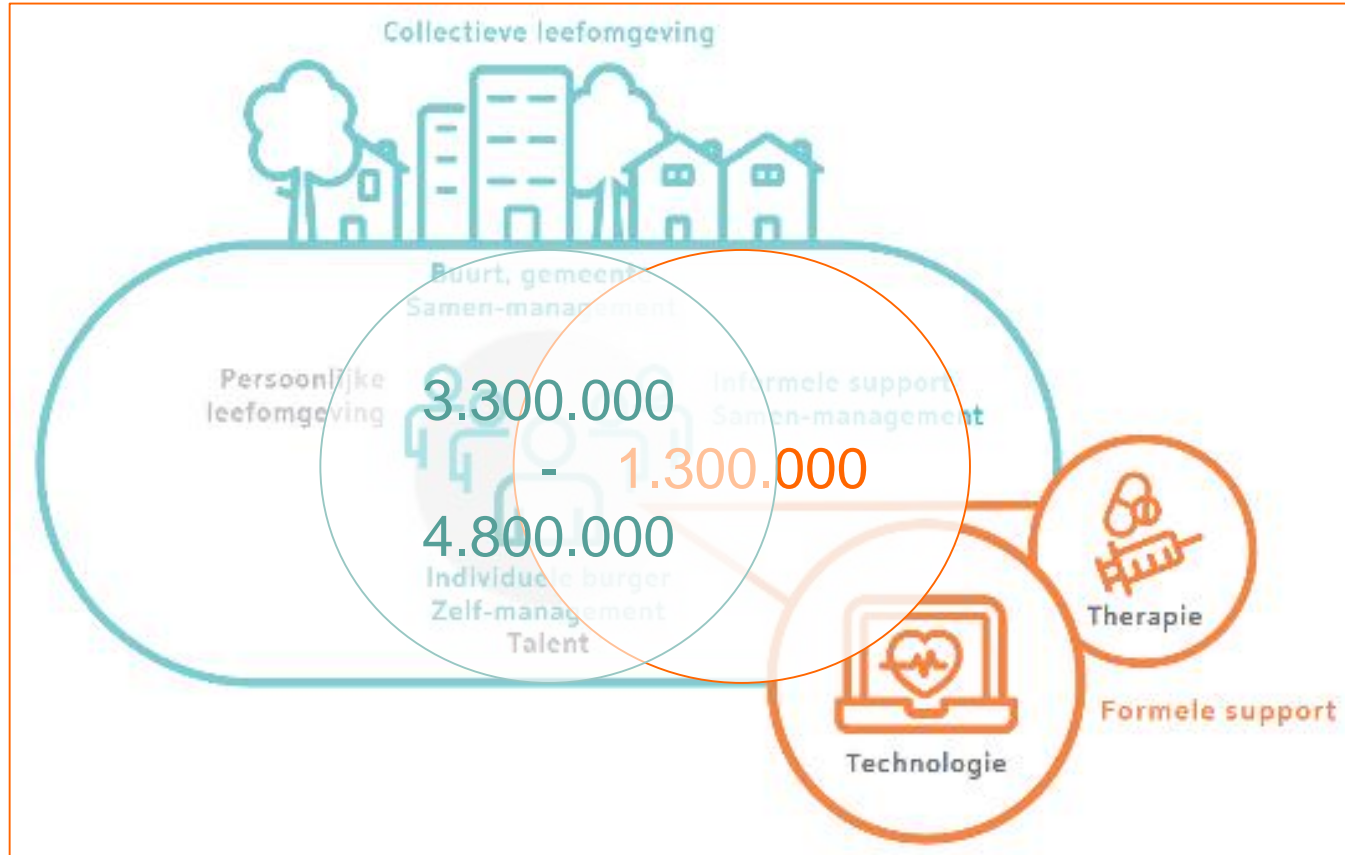 Collectieve leefomgeving
Buurt, gemeent
Samen-management
Persoonlijke
leefomgeving
Informele support
Samen-management
3.300.000
-
4.800.000
1.300.000
Individuele burger
Zelf-management
Talent
Therapie
Technologie
Formele support